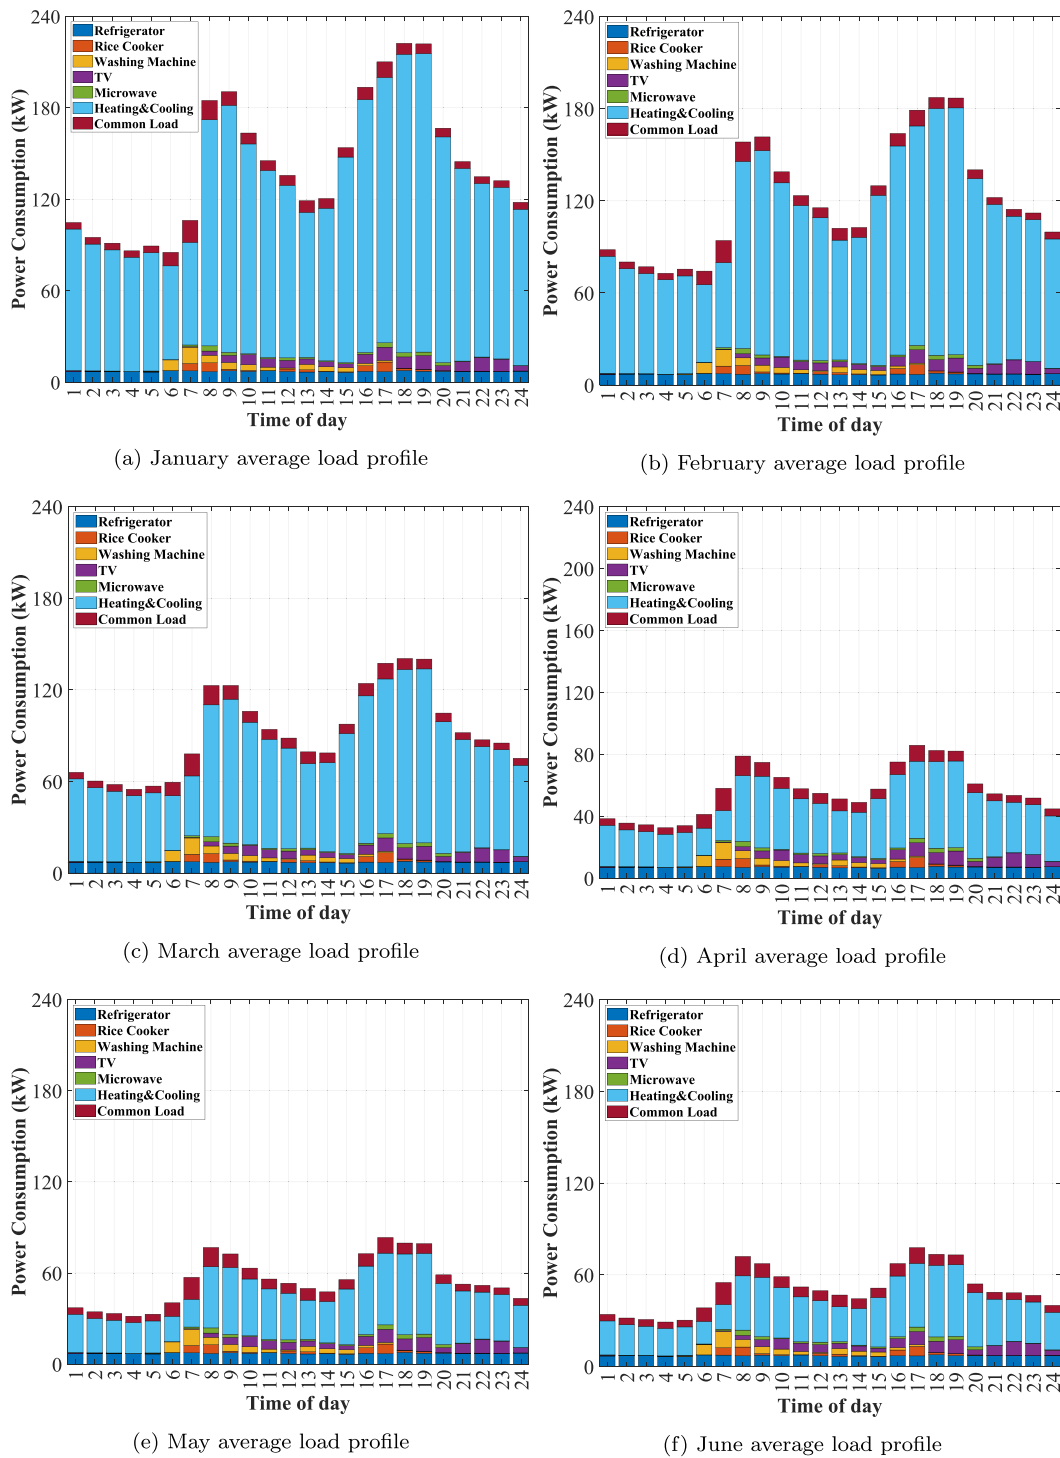 240
180
120
60
0
Power Consumption (kW)
Refrigerator
Rice Cooker
Washing Machine
TV
Microwave
Heating&Cooling
Common Load
1 2 3 4 5 6 7 8 9 10 11 12 13 14 15 16 17 18 19 20 21 22 23 24
Time of day
(a) January average load profile
240
180
120
60
0
Power Consumption (kW)
Refrigerator
Rice Cooker
Washing Machine
TV
Microwave
Heating&Cooling
Common Load
1 2 3 4 5 6 7 8 9 10 11 12 13 14 15 16 17 18 19 20 21 22 23 24
Time of day
(b) February average load profile
240
180
120
60
0
Power Consumption (kW)
Refrigerator
Rice Cooker
Washing Machine
TV
Microwave
Heating&Cooling
Common Load
1 2 3 4 5 6 7 8 9 10 11 12 13 14 15 16 17 18 19 20 21 22 23 24
Time of day
(c) March average load profile
240
200
160
120
80
40
0
Power Consumption (kW)
Refrigerator
Rice Cooker
Washing Machine
TV
Microwave
Heating&Cooling
Common Load
1 2 3 4 5 6 7 8 9 10 11 12 13 14 15 16 17 18 19 20 21 22 23 24
Time of day
(d) April average load profile
240
180
120
60
0
Power Consumption (kW)
Refrigerator
Rice Cooker
Washing Machine
TV
Microwave
Heating&Cooling
Common Load
1 2 3 4 5 6 7 8 9 10 11 12 13 14 15 16 17 18 19 20 21 22 23 24
Time of day
(e) May average load profile
240
180
120
60
0
Power Consumption (kW)
Refrigerator
Rice Cooker
Washing Machine
TV
Microwave
Heating&Cooling
Common Load
1 2 3 4 5 6 7 8 9 10 11 12 13 14 15 16 17 18 19 20 21 22 23 24
Time of day
(f) June average load profile